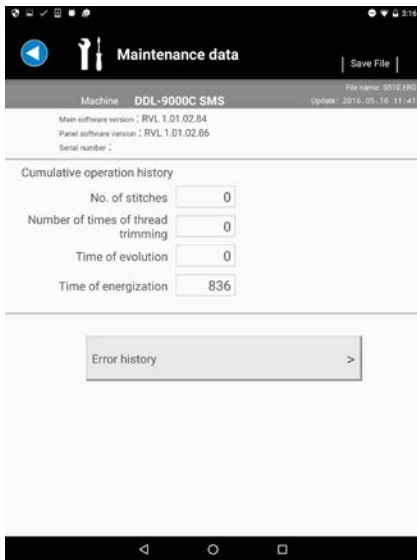 3:16
Maintenance data
Save File
File name: 0510.ERD
Machine DDL-9000C SMS
Update: 2016.05.10 11:41
Main software version : RVL 1.01.02.84
Panel software version : RVL 1.01.02.86
Serial number :
Cumulative operation history
No. of stitches 0
Number of times of thread
trimming 0
Time of evolution 0
Time of energization 836
Error history >